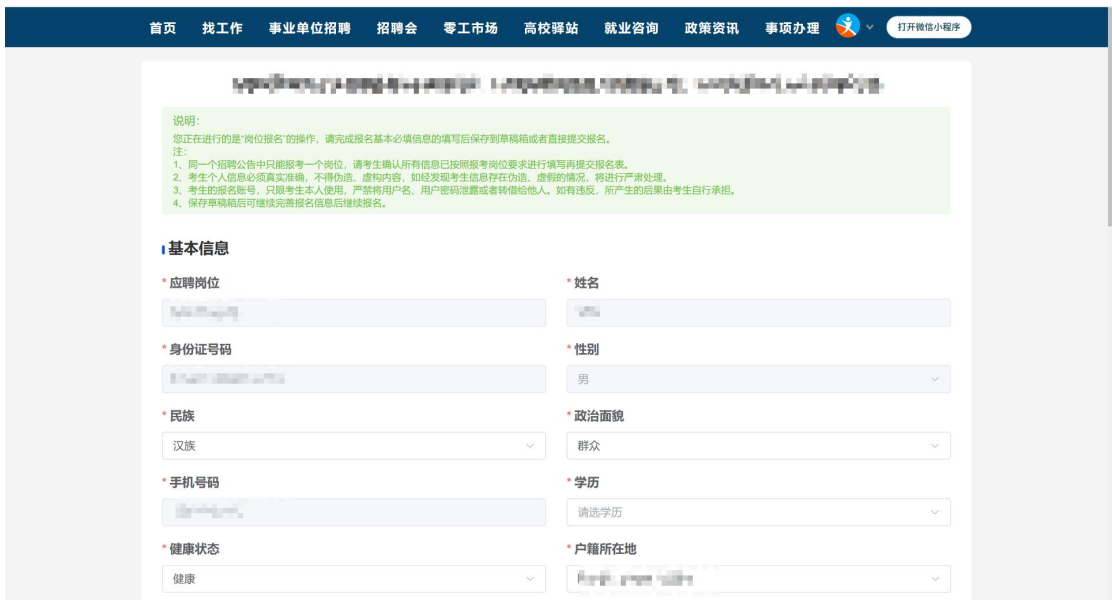 首页 找工作 事业单位招聘 招聘会 零工市场 高校驿站 就业咨询 政策资讯 事项办理 打开微信小程序
说明：
您正在进行的是“岗位报名”的操作，请完成报名基本必填信息的填写后保存到草稿箱或者直接提交报名。
注：
1、同一个招聘公告中只能报考一个岗位，请考生确认所有信息已按照报考岗位要求进行填写再提交报名表。
2、考生个人信息必须真实准确，不得伪造、虚构内容，如经发现考生信息存在伪造、虚假的情况，将进行严肃处理。
3、考生的报名账号，只限考生本人使用，严禁将用户名、用户密码泄露或者转借给他人。如有违反，所产生的后果由考生自行承担。
4、保存草稿箱后可继续完善报名信息后继续报名。
基本信息
* 应聘岗位 * 姓名
* 身份证号码 * 性别
男
* 民族 * 政治面貌
汉族 群众
* 手机号码 * 学历
请选学历
* 健康状态 * 户籍所在地
健康